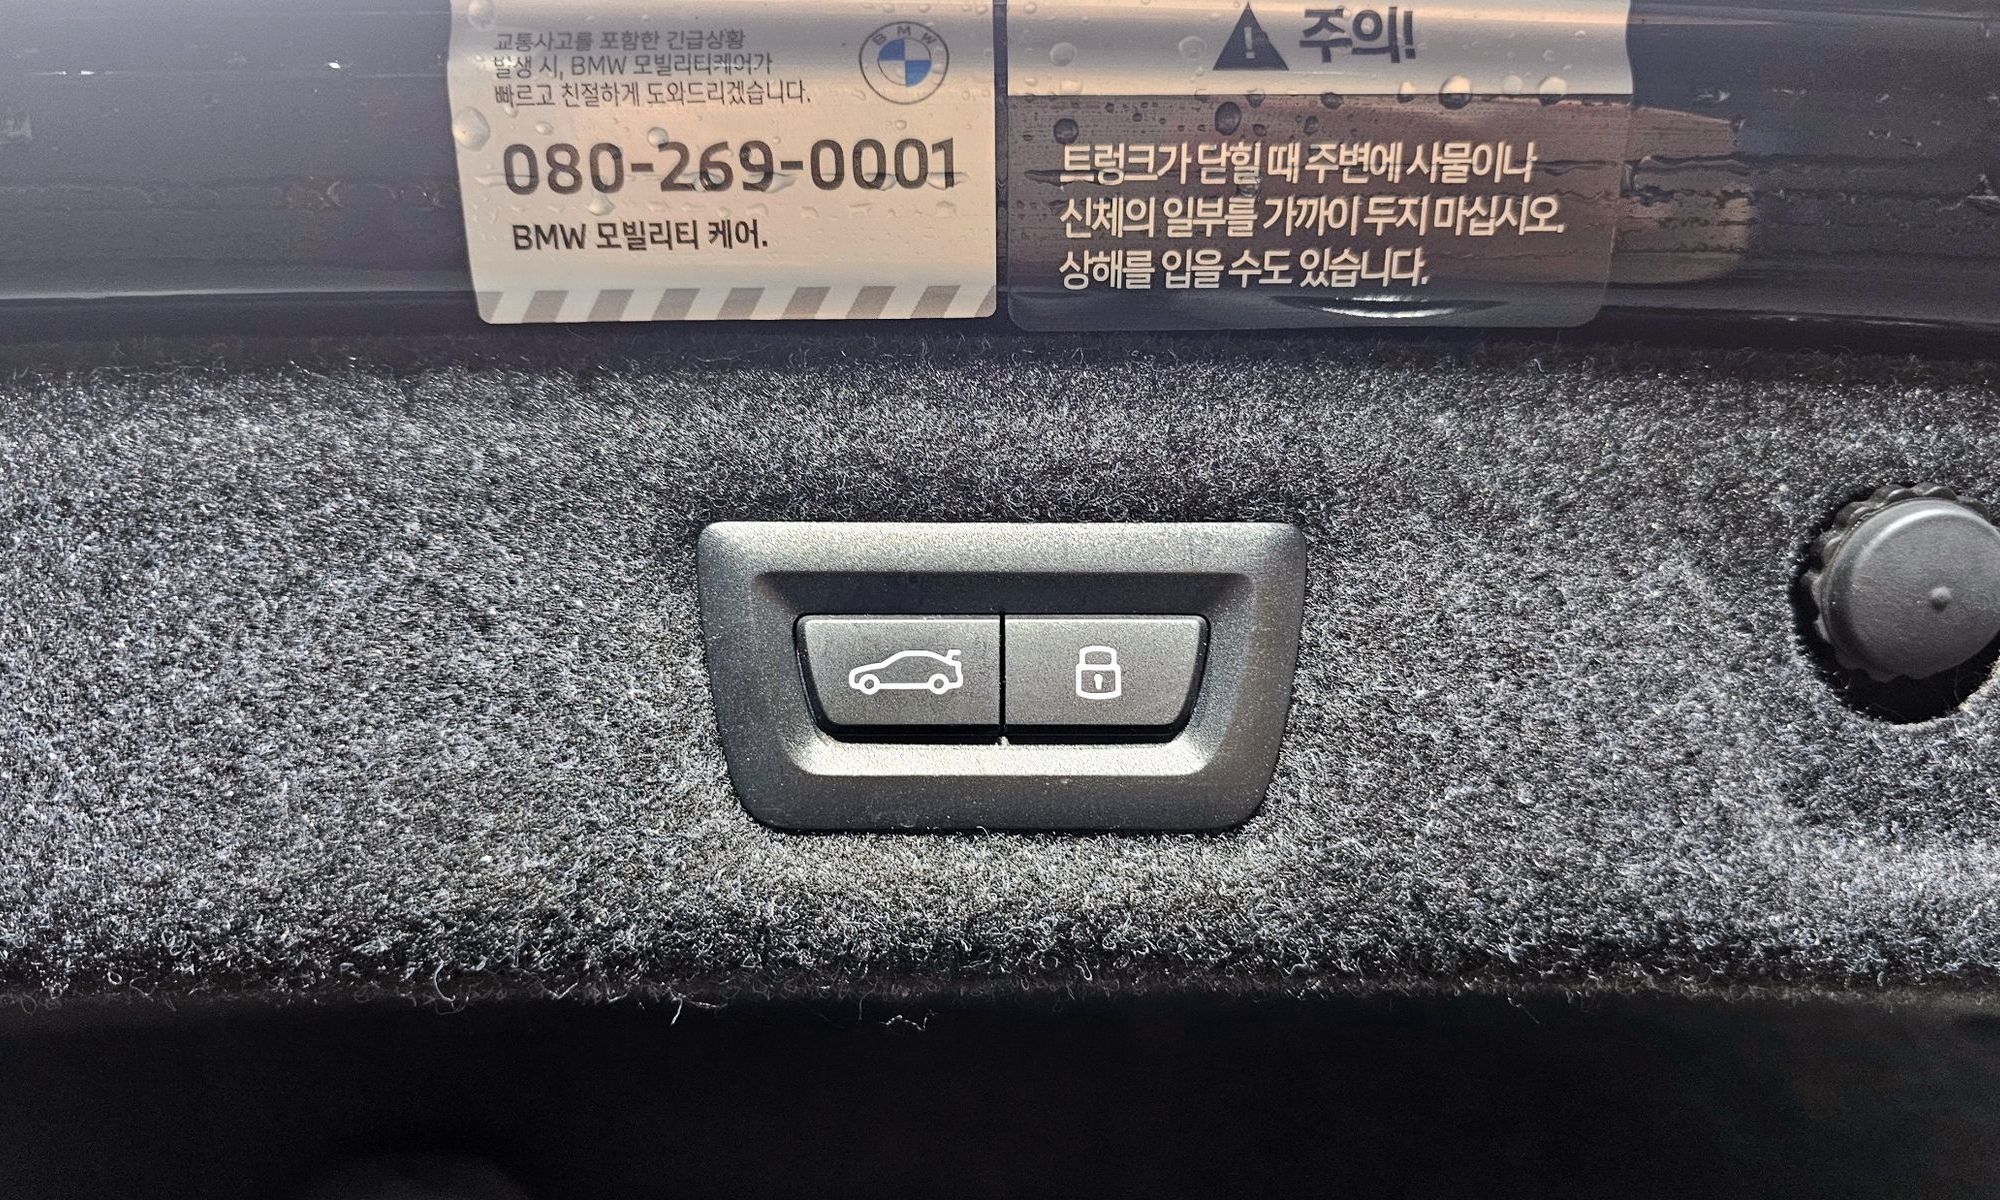 교통사고를 포함한 긴급상황
발생 시, BMW 모빌리티케어가
빠르고 친절하게 도와드리겠습니다.
BMW
080-269-0001
BMW 모빌리티 케어.
주의!
트렁크가 닫힐 때 주변에 사물이나
신체의 일부를 가까이 두지 마십시오.
상해를 입을 수도 있습니다.